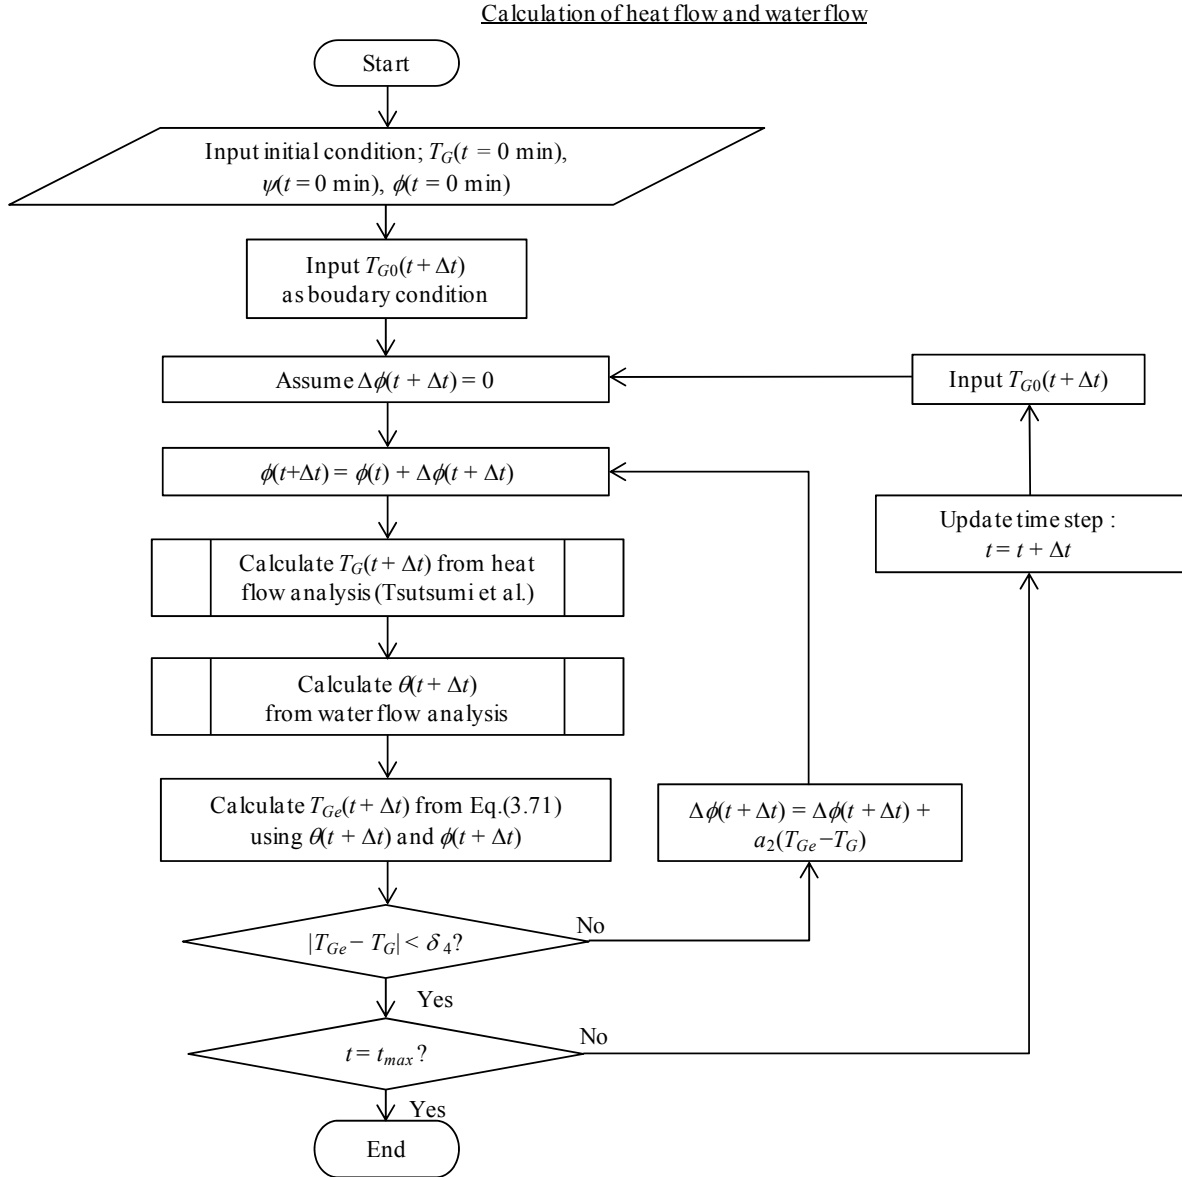 Calculation of heat flow and water flow
Start
Input initial condition; T_G(t = 0 min),
ψ(t = 0 min), ϕ(t = 0 min)
Input T_G0(t + Δt)
as boudary condition
Assume Δϕ(t + Δt) = 0
Input T_G0(t + Δt)
ϕ(t+Δt) = ϕ(t) + Δϕ(t + Δt)
Update time step :
t = t + Δt
Calculate T_G(t + Δt) from heat
flow analysis (Tsutsumi et al.)
Calculate θ(t + Δt)
from water flow analysis
Calculate T_Ge(t + Δt) from Eq.(3.71)
using θ(t + Δt) and ϕ(t + Δt)
Δϕ(t + Δt) = Δϕ(t + Δt) +
a₂(T_Ge−T_G)
|T_Ge − T_G| < δ₄?
No
Yes
t = t_max?
No
Yes
End